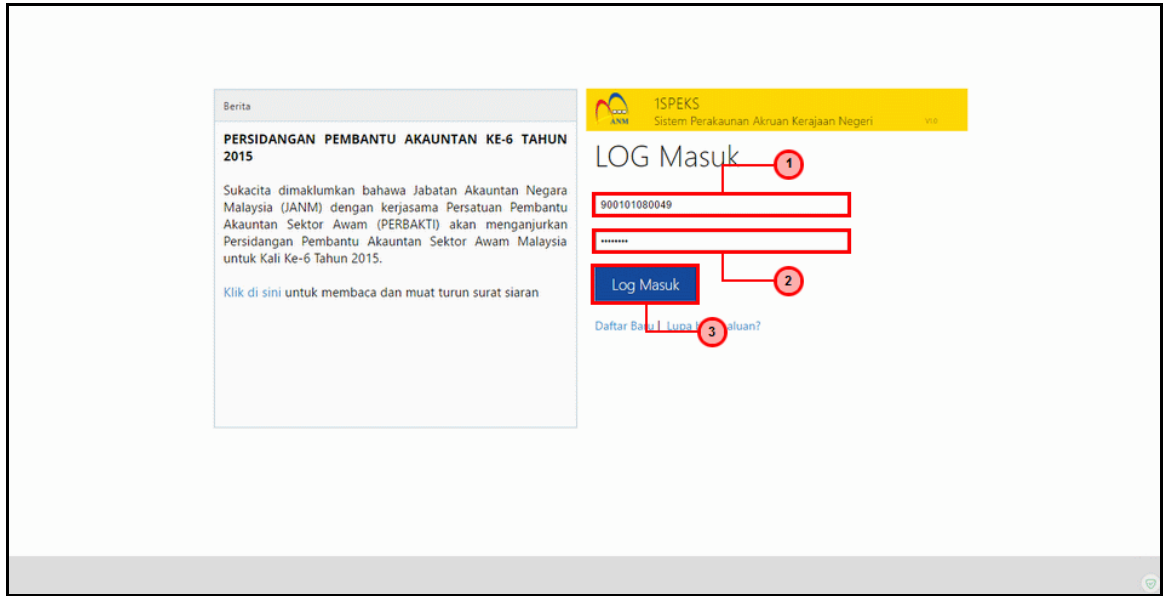 Berita
PERSIDANGAN PEMBANTU AKAUNTAN KE-6 TAHUN
2015
Sukacita dimaklumkan bahawa Jabatan Akauntan Negara
Malaysia (JANM) dengan kerjasama Persatuan Pembantu
Akauntan Sektor Awam (PERBAKTI) akan menganjurkan
Persidangan Pembantu Akauntan Sektor Awam Malaysia
untuk Kali Ke-6 Tahun 2015.
Klik di sini untuk membaca dan muat turun surat siaran
ANM
1SPEKS
Sistem Perakaunan Akruan Kerajaan Negeri V1.0
LOG Masuk
1
900101080049
••••••••
2
Log Masuk
Daftar | Lupa
3